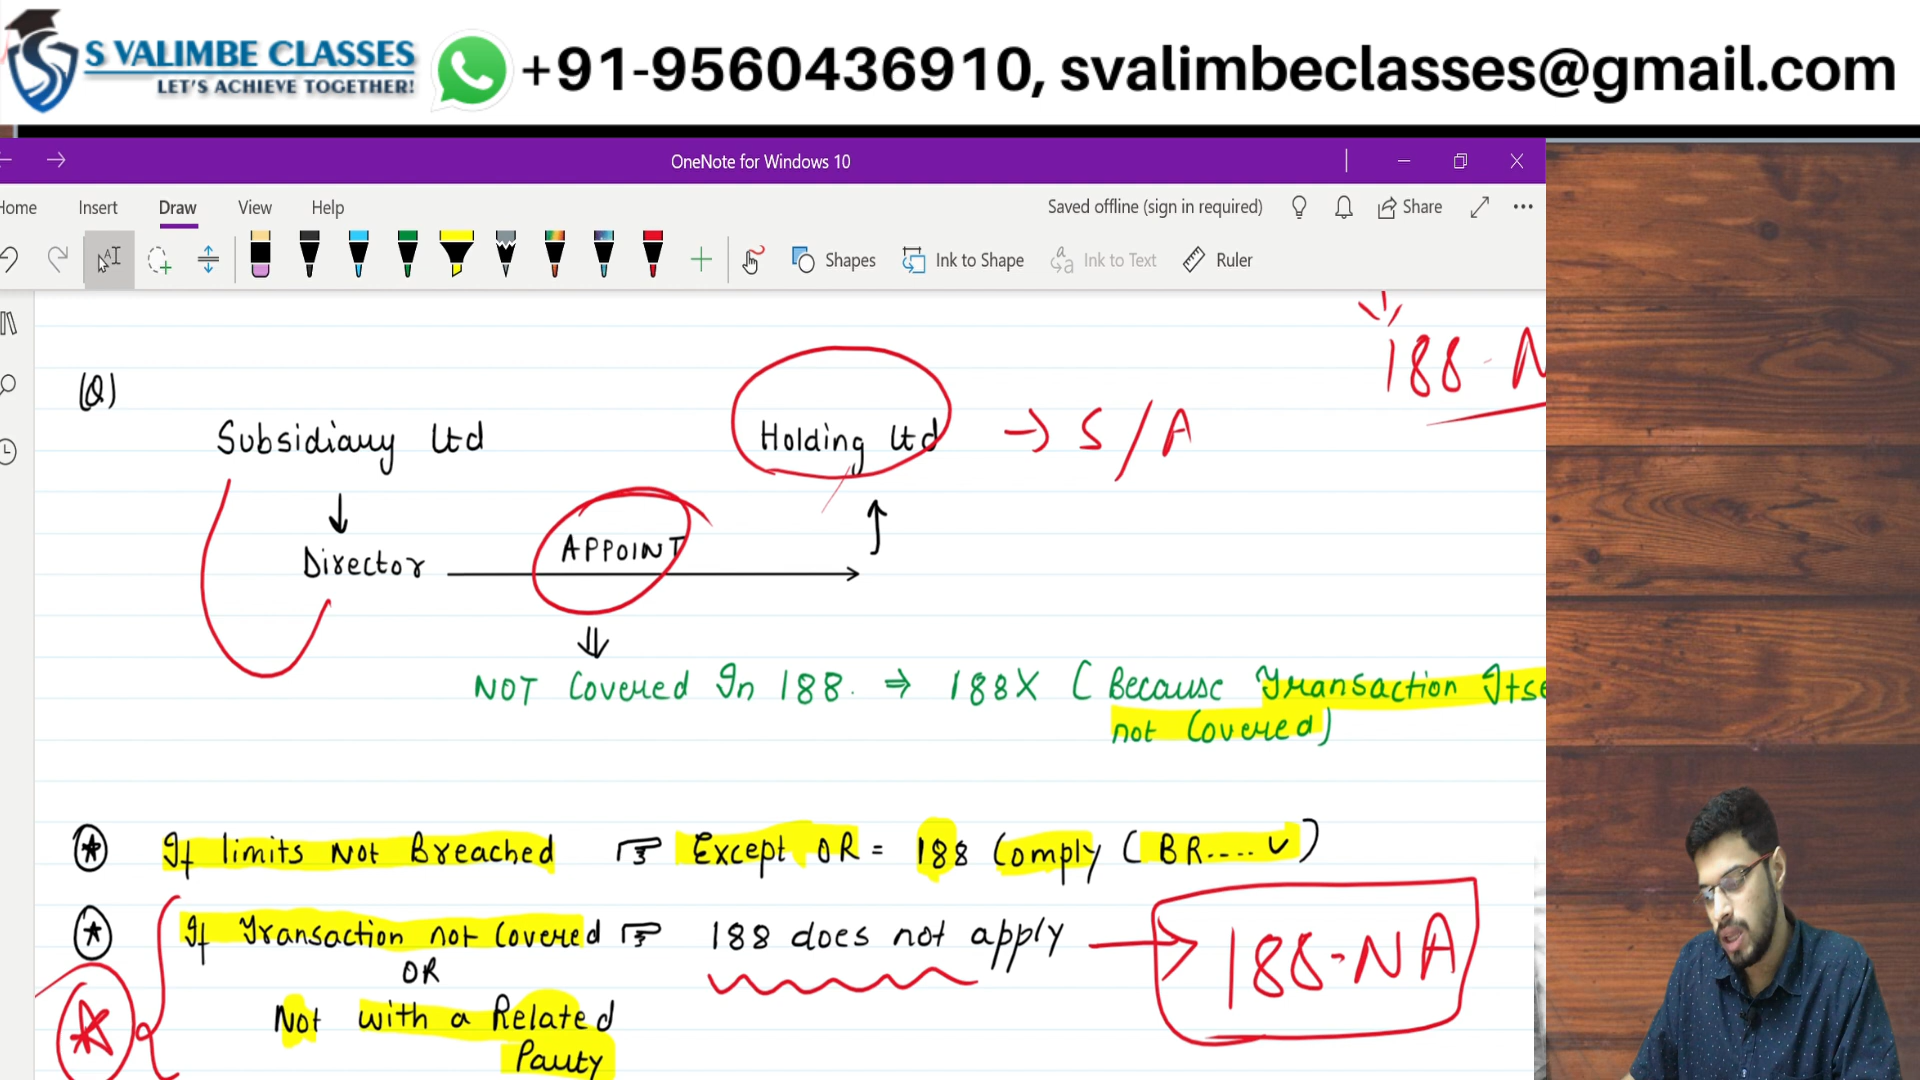 S VALIMBE CLASSES
LET'S ACHIEVE TOGETHER!
+91-9560436910, svalimbeclasses@gmail.com
OneNote for Windows 10
Home Insert Draw View Help
Saved offline (sign in required) Share
Shapes Ink to Shape Ink to Text Ruler
188-N
(Q)
Subsidiary Ltd Holding Ltd → S/A
↓ ↑
Director APPOINT
⇓
NOT Covered In 188. ⇒ 188X (Because Transaction Itse
not Covered)
If limits Not Breached ☞ Except OR = 188 Comply (BR.... ✓)
If Transaction not Covered ☞ 188 does not apply → 188-NA
OR
Not with a Related
Party